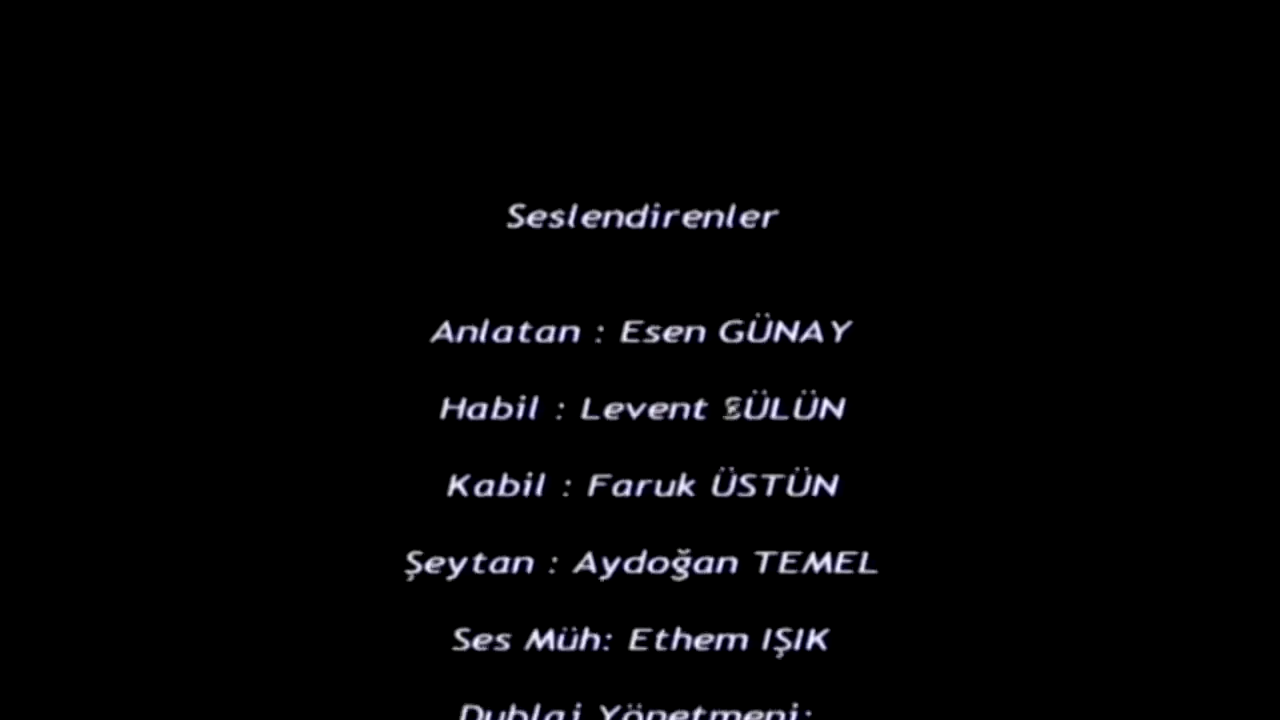 Seslendirenler
Anlatan : Esen GÜNAY
Habil : Levent
Kabil : Faruk ÜSTÜN
Şeytan : Aydoğan TEMEL
Ses Müh: Ethem IŞIK
Dublaj Yönetmeni: